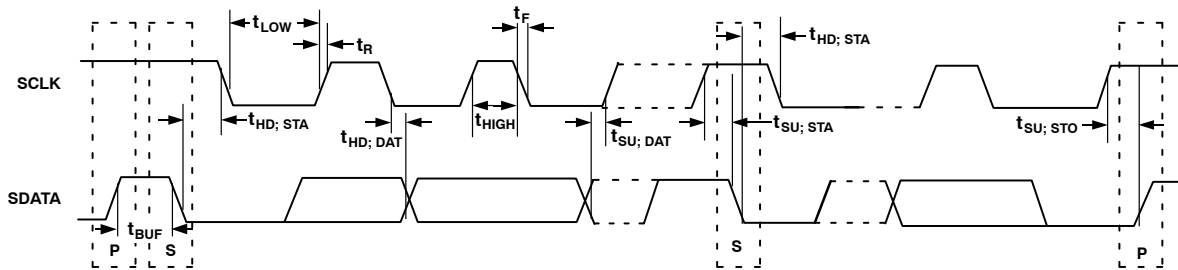 t_LOW
t_R
t_F
t_HD; STA
SCLK
t_HD; STA
t_HD; DAT
t_HIGH
t_SU; DAT
t_SU; STA
t_SU; STO
SDATA
t_BUF
P
S
S
P